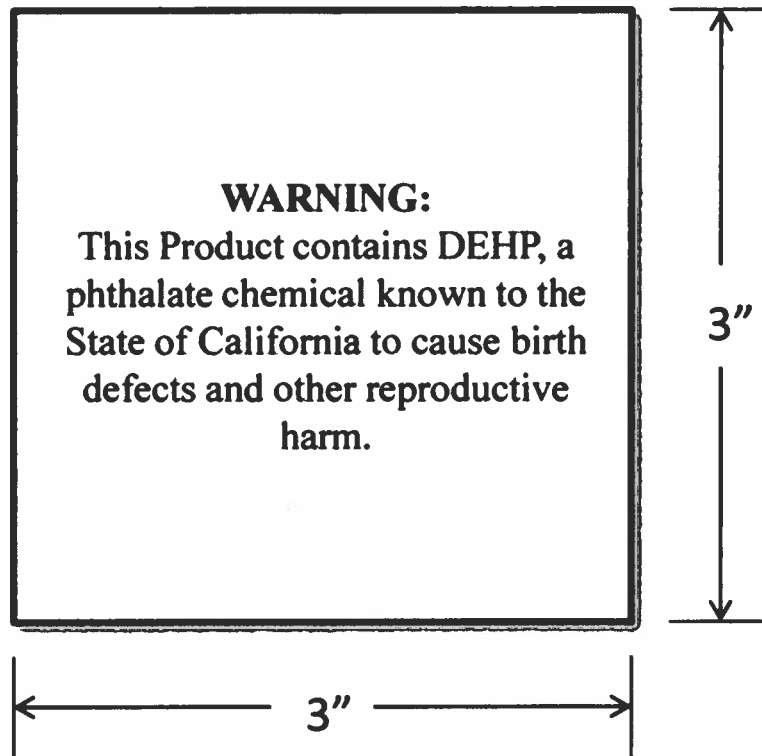 WARNING:
This Product contains DEHP, a
phthalate chemical known to the
State of California to cause birth
defects and other reproductive
harm.
3"
3"